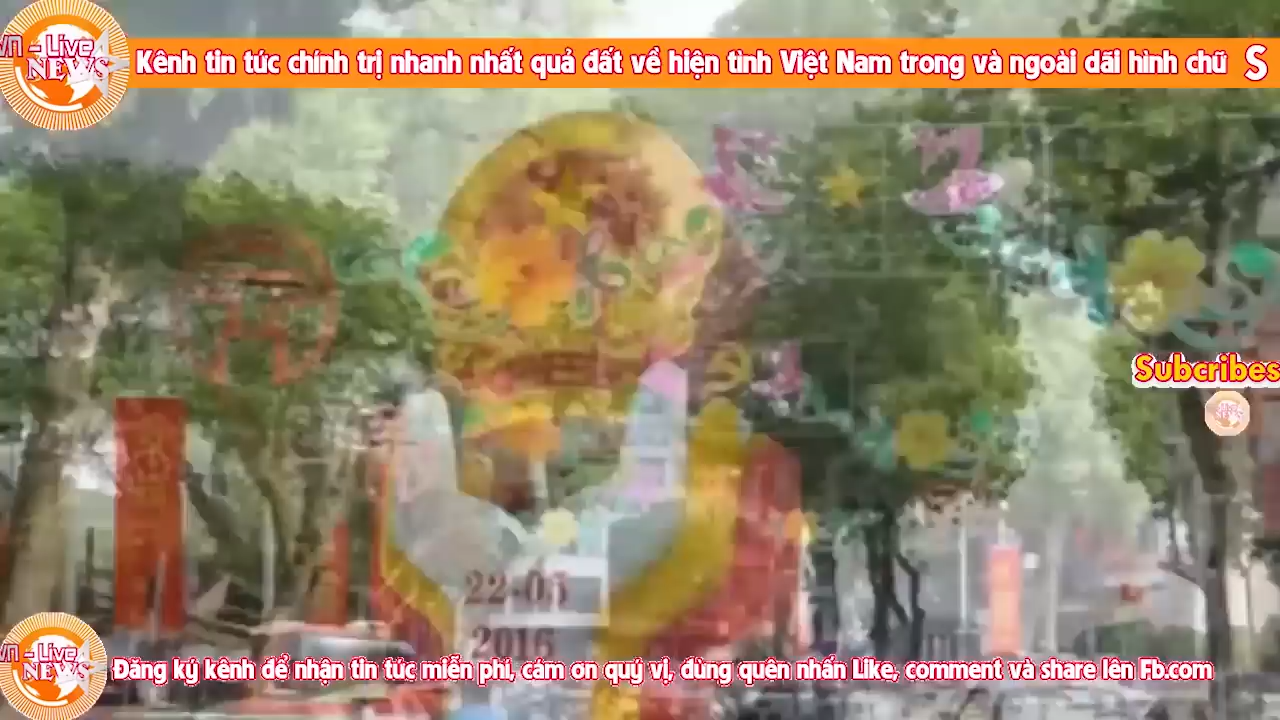 VN - Live
NEWS
Kênh tin tức chính trị nhanh nhất quả đất về hiện tình Việt Nam trong và ngoài dãi hình chữ S
Subcribes
22-05
2016
VN - Live
NEWS
Đăng ký kênh để nhận tin tức miễn phí, cám ơn quý vị, đừng quên nhấn Like, comment và share lên Fb.com